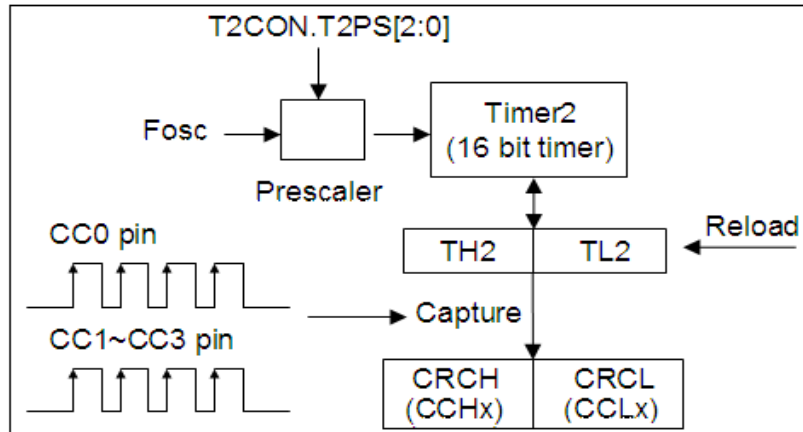 T2CON.T2PS[2:0]
Fosc
Prescaler
Timer2
(16 bit timer)
TH2
TL2
Reload
CC0 pin
Capture
CC1~CC3 pin
CRCH
(CCHx)
CRCL
(CCLx)